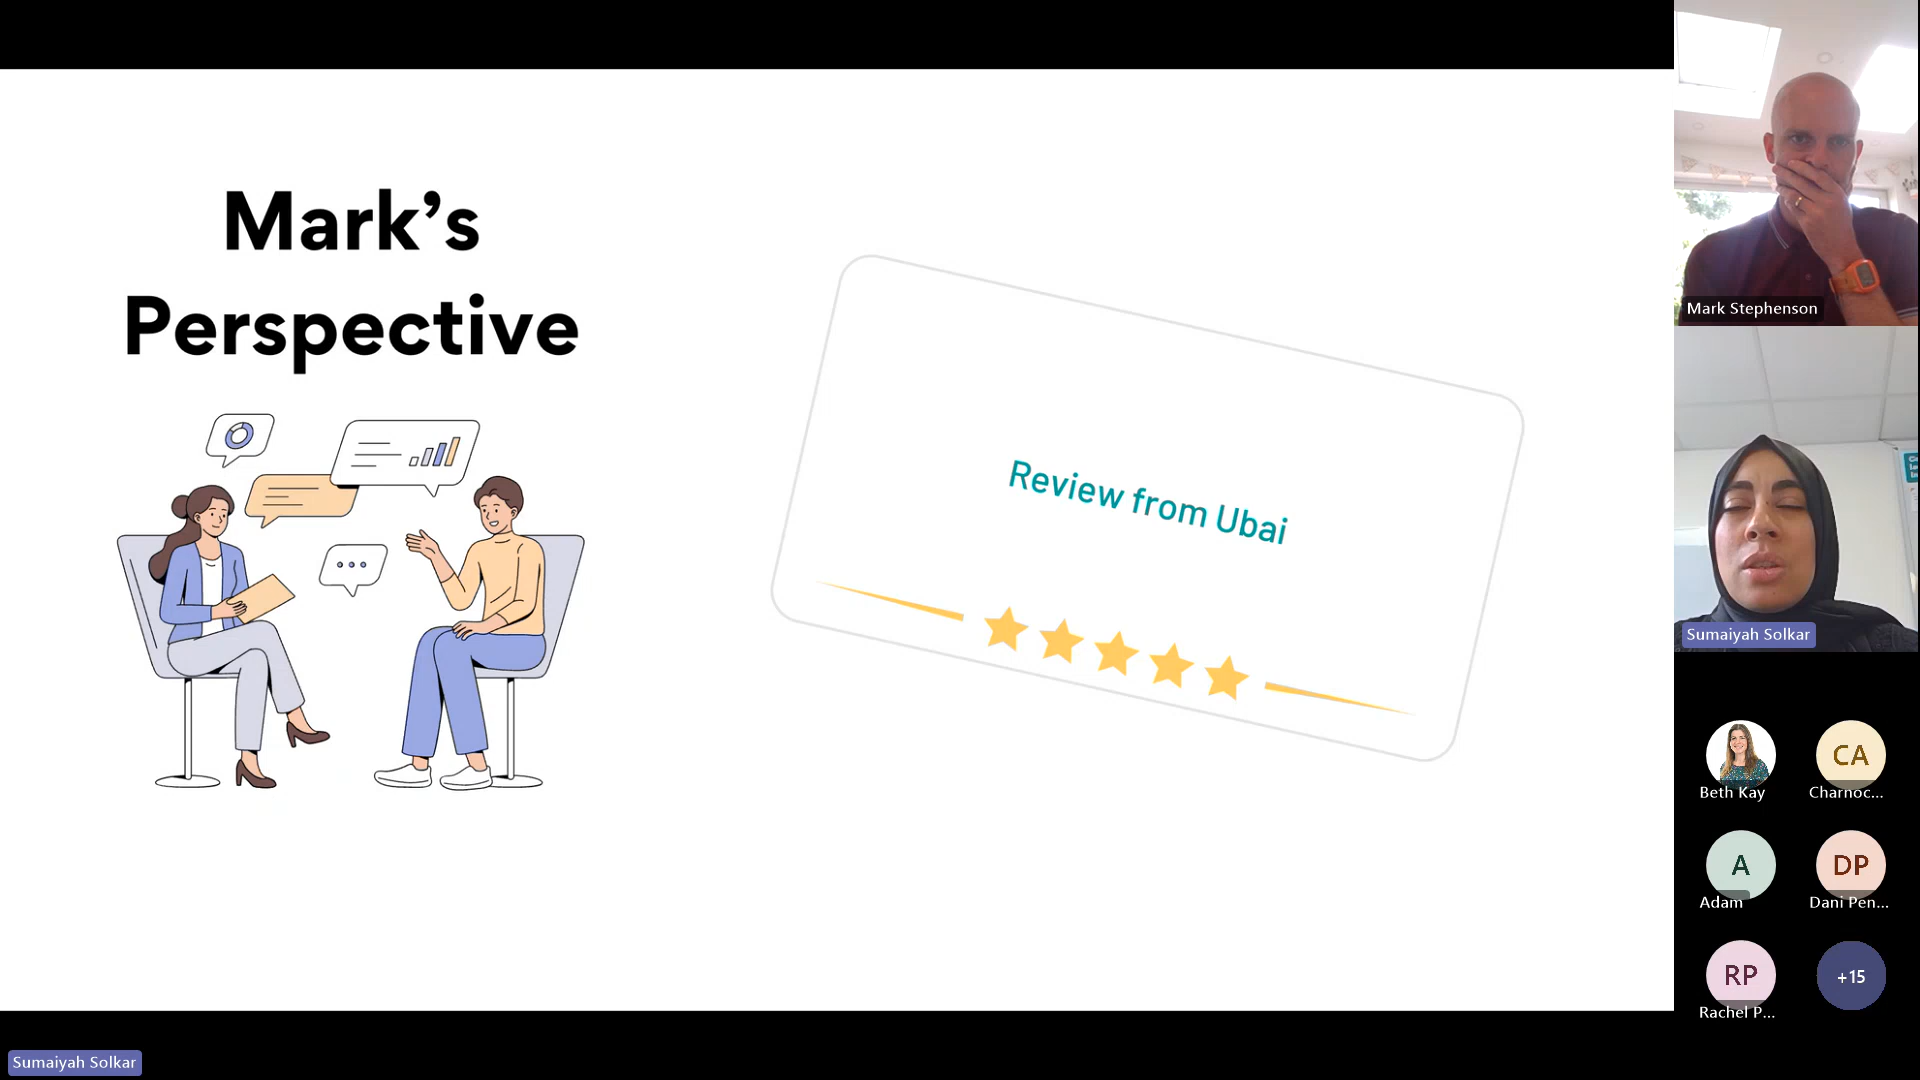 Mark’s
Perspective
Review from Ubai
Mark Stephenson
Sumaiyah Solkar
Beth Kay
CA
Charnoc...
A
Adam
DP
Dani Pen...
RP
Rachel P...
+15
Sumaiyah Solkar